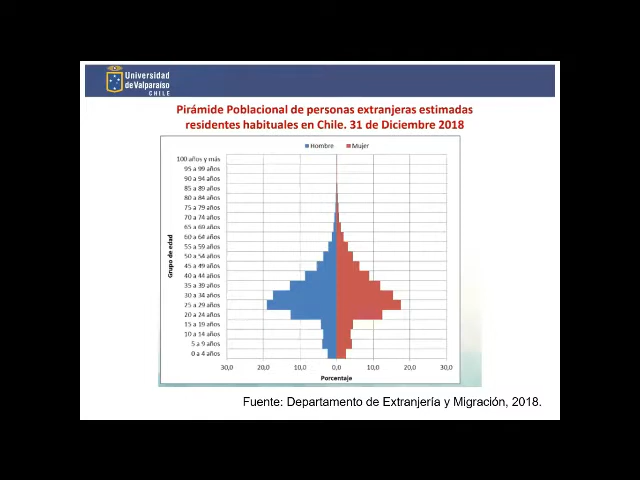 Universidad
de Valparaíso
CHILE
Pirámide Poblacional de personas extranjeras estimadas
residentes habituales en Chile. 31 de Diciembre 2018
Hombre Mujer
100 años y más
95 a 99 años
90 a 94 años
85 a 89 años
80 a 84 años
75 a 79 años
70 a 74 años
65 a 69 años
60 a 64 años
55 a 59 años
50 a 54 años
45 a 49 años
40 a 44 años
35 a 39 años
30 a 34 años
25 a 29 años
20 a 24 años
15 a 19 años
10 a 14 años
5 a 9 años
0 a 4 años
Grupo de edad
30,0 20,0 10,0 0,0 10,0 20,0 30,0
Porcentaje
Fuente: Departamento de Extranjería y Migración, 2018.